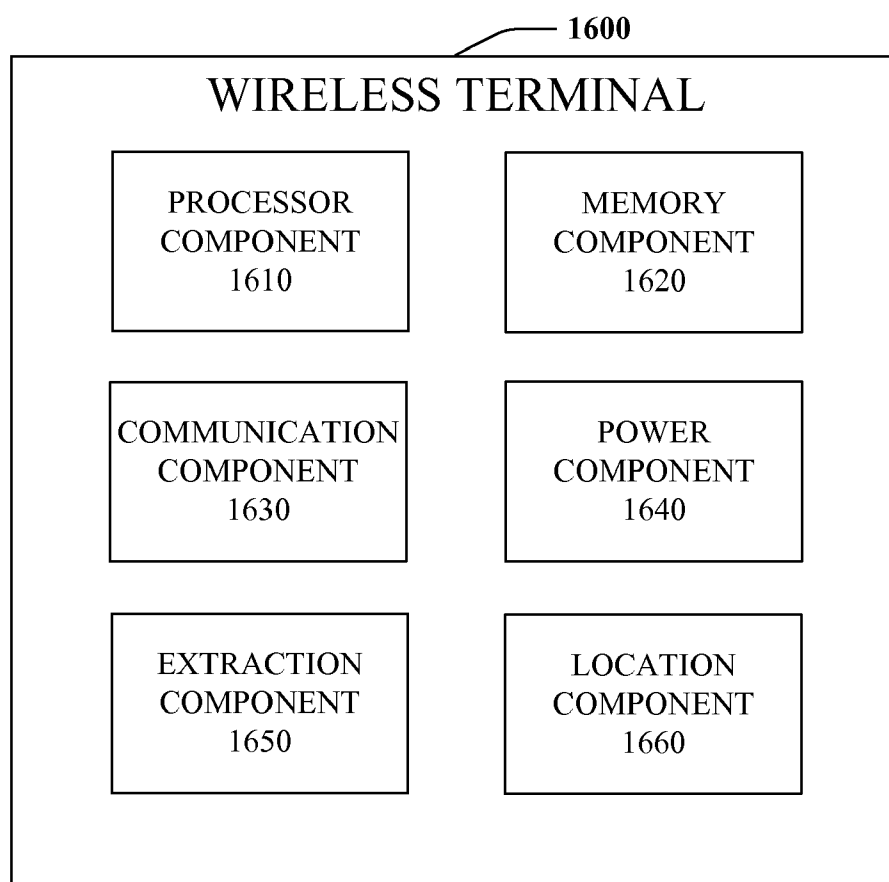 1600
WIRELESS TERMINAL
PROCESSOR
COMPONENT
1610
MEMORY
COMPONENT
1620
COMMUNICATION
COMPONENT
1630
POWER
COMPONENT
1640
EXTRACTION
COMPONENT
1650
LOCATION
COMPONENT
1660